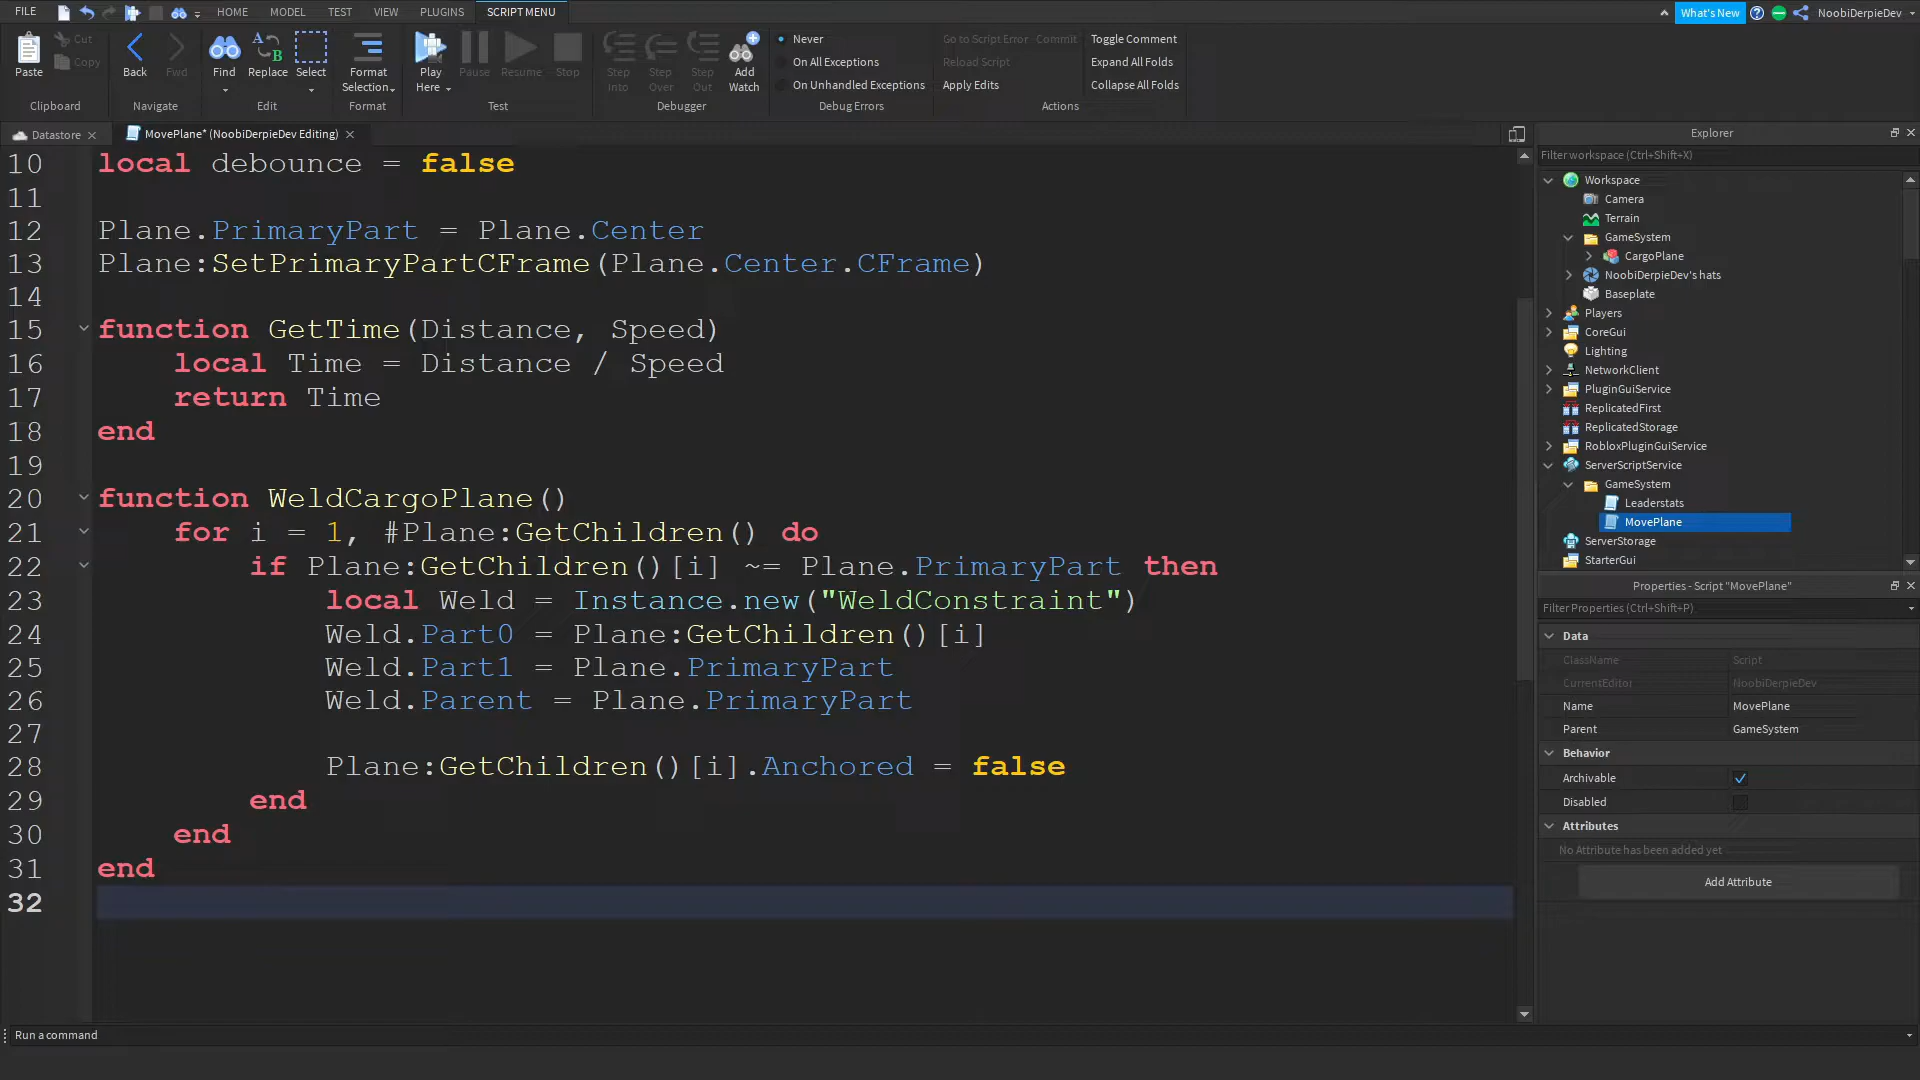 FILE HOME MODEL TEST VIEW PLUGINS SCRIPT MENU What's New NoobiDerpieDev
Paste Cut Copy
Clipboard
Back Fwd
Navigate
Find Replace Select
Edit
Format Selection
Format
Play Here Pause Resume Stop
Test
Step Into Step Over Step Out Add Watch
Debugger
Never
On All Exceptions
On Unhandled Exceptions
Debug Errors
Go to Script Error Commit Toggle Comment
Reload Script Expand All Folds
Apply Edits Collapse All Folds
Actions
Datastore MovePlane* (NoobiDerpieDev Editing)
10 local debounce = false
11
12 Plane.PrimaryPart = Plane.Center
13 Plane:SetPrimaryPartCFrame(Plane.Center.CFrame)
14
15 function GetTime(Distance, Speed)
16 local Time = Distance / Speed
17 return Time
18 end
19
20 function WeldCargoPlane()
21 for i = 1, #Plane:GetChildren() do
22 if Plane:GetChildren()[i] ~= Plane.PrimaryPart then
23 local Weld = Instance.new("WeldConstraint")
24 Weld.Part0 = Plane:GetChildren()[i]
25 Weld.Part1 = Plane.PrimaryPart
26 Weld.Parent = Plane.PrimaryPart
27
28 Plane:GetChildren()[i].Anchored = false
29 end
30 end
31 end
32
Run a command
Explorer
Filter workspace (Ctrl+Shift+X)
Workspace
Camera
Terrain
GameSystem
CargoPlane
NoobiDerpieDev's hats
Baseplate
Players
CoreGui
Lighting
NetworkClient
PluginGuiService
ReplicatedFirst
ReplicatedStorage
RobloxPluginGuiService
ServerScriptService
GameSystem
Leaderstats
MovePlane
ServerStorage
StarterGui
Properties - Script "MovePlane"
Filter Properties (Ctrl+Shift+P)
Data
ClassName Script
CurrentEditor NoobiDerpieDev
Name MovePlane
Parent GameSystem
Behavior
Archivable
Disabled
Attributes
No Attribute has been added yet
Add Attribute